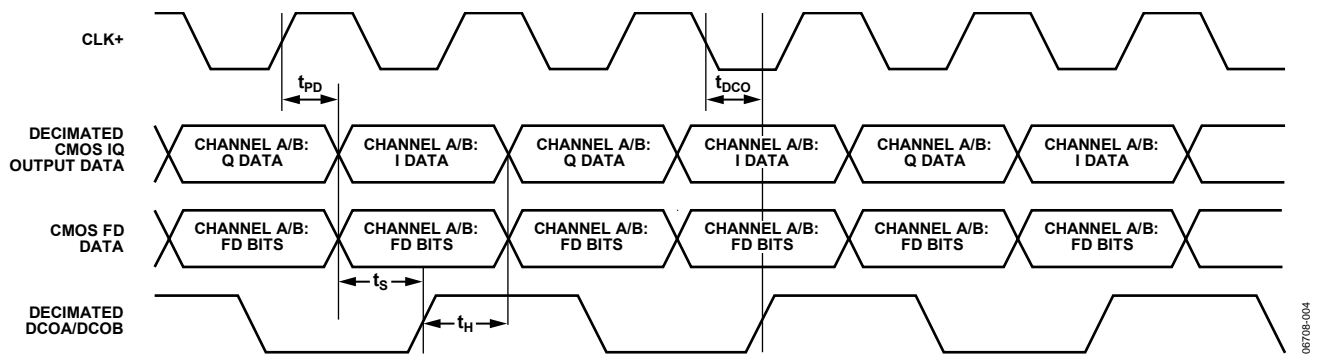 CLK+
tPD
tDCO
DECIMATED
CMOS IQ
OUTPUT DATA
CHANNEL A/B:
Q DATA
CHANNEL A/B:
I DATA
CHANNEL A/B:
Q DATA
CHANNEL A/B:
I DATA
CHANNEL A/B:
Q DATA
CHANNEL A/B:
I DATA
CMOS FD
DATA
CHANNEL A/B:
FD BITS
CHANNEL A/B:
FD BITS
CHANNEL A/B:
FD BITS
CHANNEL A/B:
FD BITS
CHANNEL A/B:
FD BITS
CHANNEL A/B:
FD BITS
tS
DECIMATED
DCOA/DCOB
tH
06708-004